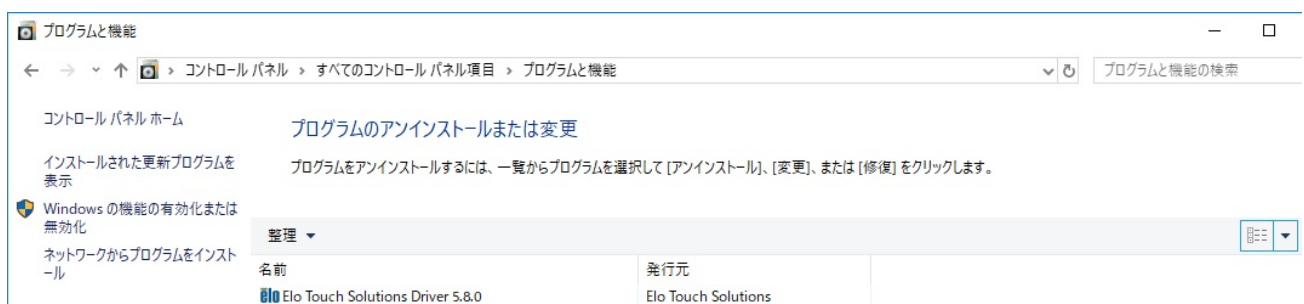 プログラムと機能
コントロール パネル › すべてのコントロール パネル項目 › プログラムと機能
プログラムと機能の検索
コントロール パネル ホーム
インストールされた更新プログラムを
表示
Windows の機能の有効化または
無効化
ネットワークからプログラムをインスト
ール
プログラムのアンインストールまたは変更
プログラムをアンインストールするには、一覧からプログラムを選択して [アンインストール]、[変更]、または [修復] をクリックします。
整理
名前 発行元
elo Elo Touch Solutions Driver 5.8.0 Elo Touch Solutions